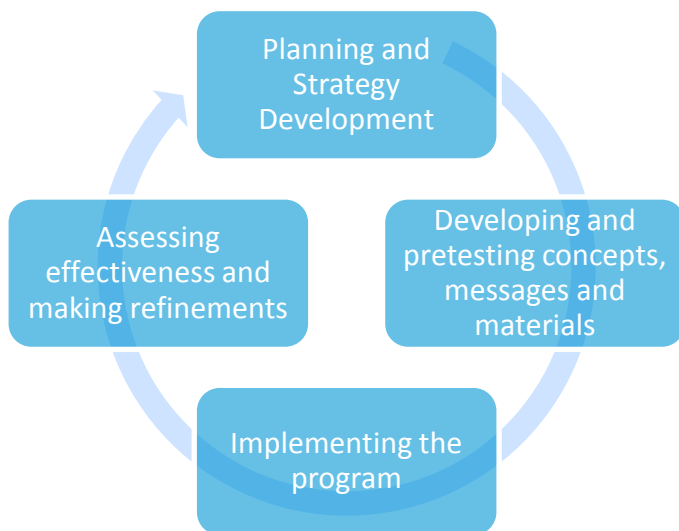 Planning and
Strategy
Development
Developing and
pretesting concepts,
messages and
materials
Implementing the
program
Assessing
effectiveness and
making refinements